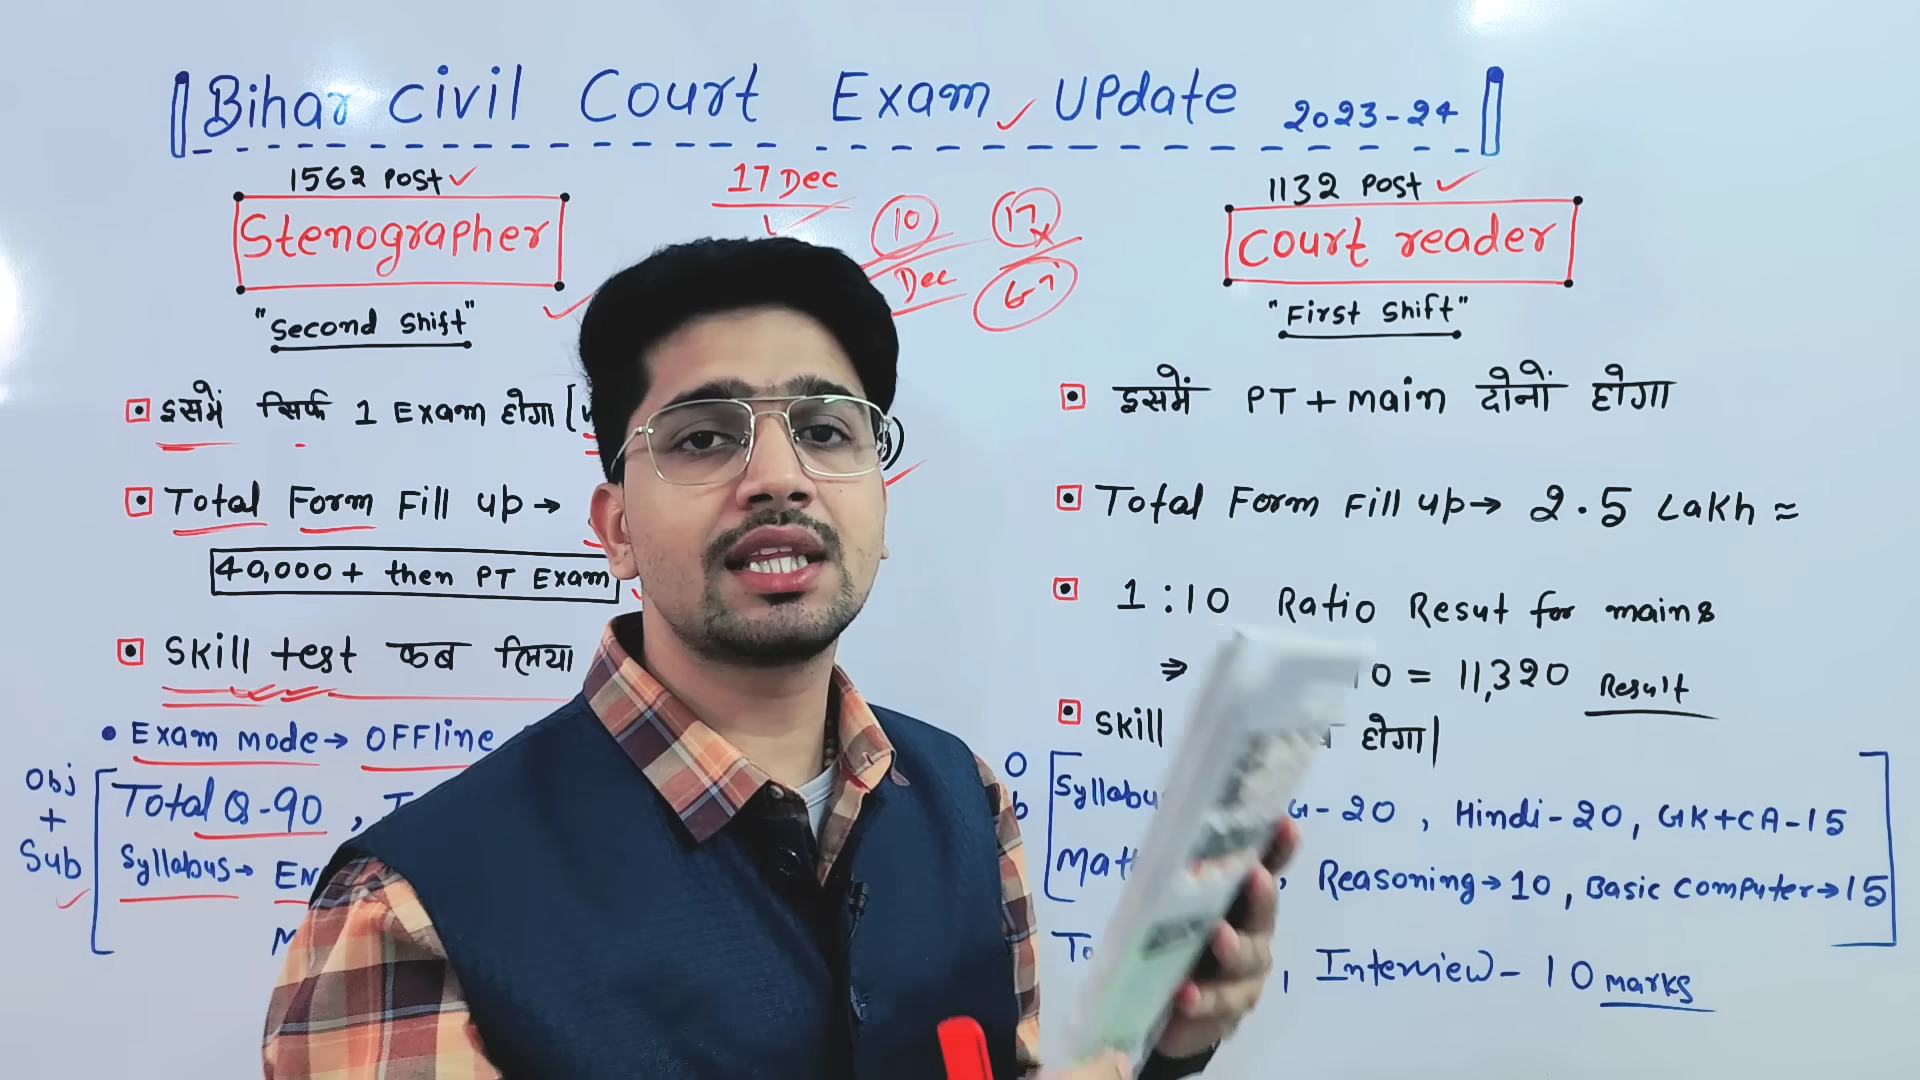 Bihar Civil Court Exam Update 2023-24
1562 Post
Stenographer
"Second Shift"
17 Dec
10
17
Dec
इसमें सिर्फ 1 Exam होगा
Total Form Fill up →
40,000+ then PT Exam
Skill test कब लिया
• Exam mode → OFFline
Obj
+
Sub
Total Q-90 ,
Syllabus →
1132 Post
Court reader
"First Shift"
इसमें PT + main दोनों होगा
Total Form Fill up → 2.5 Lakh ≈
1:10 Ratio Resut for mains
⇒ = 11,320 Result
Skill होगा|
G-20 , Hindi-20, GK+CA-15
, Reasoning → 10 , Basic Computer → 15
, Interview - 10 marks